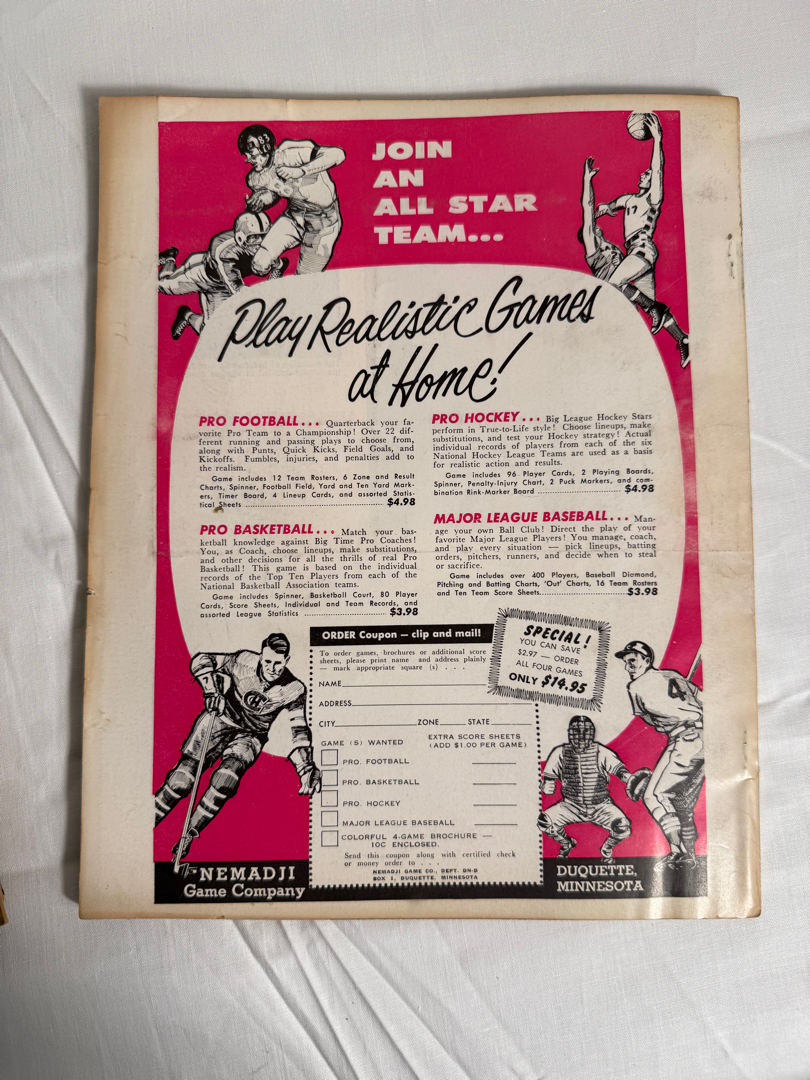 JOIN
AN
ALL STAR
TEAM...
Play Realistic Games
at Home!
PRO FOOTBALL... Quarterback your fa-
vorite Pro Team to a Championship! Over 22 dif-
ferent running and passing plays to choose from,
along with Punts, Quick Kicks, Field Goals, and
Kickoffs. Fumbles, injuries, and penalties add to
the realism.
Game includes 12 Team Rosters, 6 Zone and Result
Charts, Spinner, Football Field, Yard and Ten Yard Mark-
ers, Timer Board, 4 Lineup Cards, and assorted Statis-
tical Sheets ........ $4.98
PRO BASKETBALL... Match your bas-
ketball knowledge against Big Time Pro Coaches!
You, as Coach, choose lineups, make substitutions,
and other decisions for all the thrills of real Pro
Basketball! This game is based on the individual
records of the Top Ten Players from each of the
National Basketball Association teams.
Game includes Spinner, Basketball Court, 80 Player
Cards, Score Sheets, Individual and Team Records, and
assorted League Statistics ........ $3.98
PRO HOCKEY... Big League Hockey Stars
perform in True-to-Life style! Choose lineups, make
substitutions, and test your Hockey strategy! Actual
individual records of players from each of the six
National Hockey League Teams are used as a basis
for realistic action and results.
Game includes 96 Player Cards, 2 Playing Boards,
Spinner, Penalty-Injury Chart, 2 Puck Markers, and com-
bination Rink-Marker Board ........ $4.98
MAJOR LEAGUE BASEBALL... Man-
age your own Ball Club! Direct the play of your
favorite Major League Players! You manage, coach,
and play every situation — pick lineups, batting
orders, pitchers, runners, and decide when to steal
or sacrifice.
Game includes over 400 Players, Baseball Diamond,
Pitching and Batting Charts, 'Out' Charts, 16 Team Rosters
and Ten Team Score Sheets ........ $3.98
ORDER Coupon — clip and mail!
To order games, brochures or additional score
sheets, please print name and address plainly
— mark appropriate square (s) . . .
NAME
ADDRESS
CITY ZONE STATE
GAME (S) WANTED
EXTRA SCORE SHEETS
(ADD $1.00 PER GAME)
PRO. FOOTBALL
PRO. BASKETBALL
PRO. HOCKEY
MAJOR LEAGUE BASEBALL
COLORFUL 4-GAME BROCHURE —
10C ENCLOSED.
Send this coupon along with certified check
or money order to . . .
NEMADJI GAME CO., DEPT. DN-D
BOX 1, DUQUETTE, MINNESOTA
SPECIAL!
YOU CAN SAVE
$2.97 — ORDER
ALL FOUR GAMES
ONLY $14.95
NEMADJI
Game Company
DUQUETTE,
MINNESOTA
17
7
4